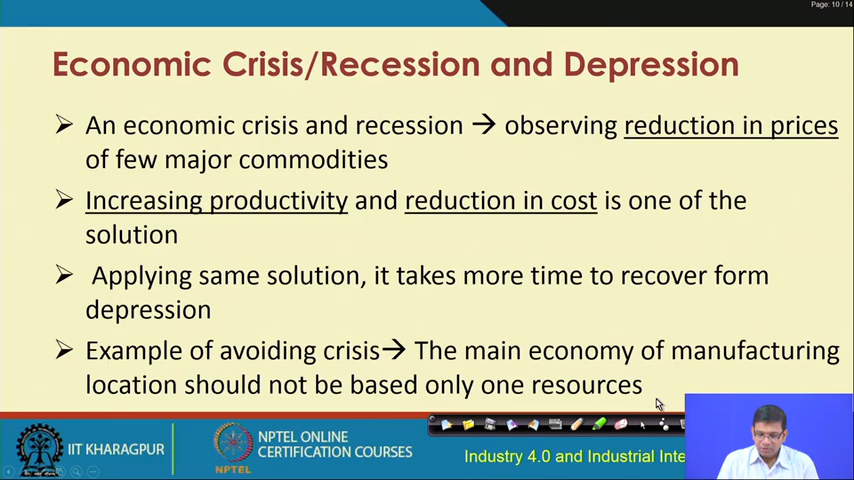 Page: 10 / 14
Economic Crisis/Recession and Depression
➢ An economic crisis and recession → observing reduction in prices
of few major commodities
➢ Increasing productivity and reduction in cost is one of the
solution
➢ Applying same solution, it takes more time to recover form
depression
➢ Example of avoiding crisis→ The main economy of manufacturing
location should not be based only one resources
IIT KHARAGPUR
NPTEL
NPTEL ONLINE
CERTIFICATION COURSES
Industry 4.0 and Industrial Inte